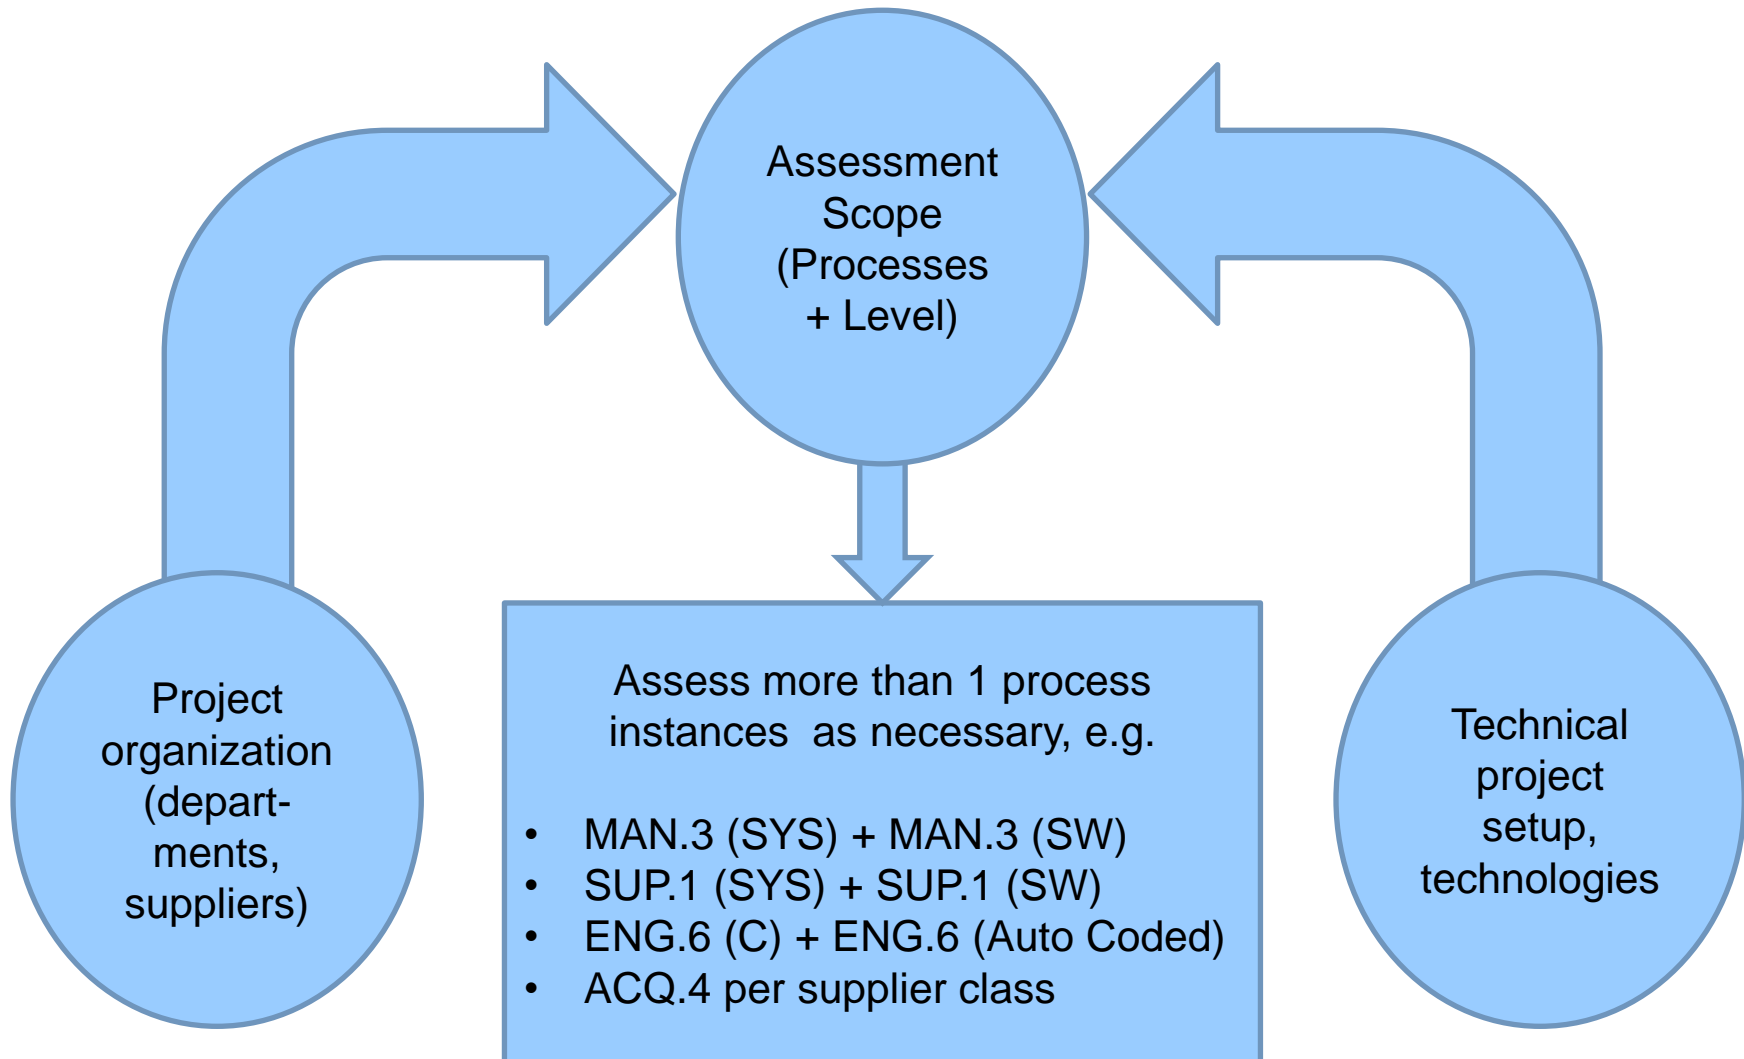 Assessment
Scope
(Processes
+ Level)
Project
organization
(depart-
ments,
suppliers)
Assess more than 1 process
instances  as necessary, e.g.
• MAN.3 (SYS) + MAN.3 (SW)
• SUP.1 (SYS) + SUP.1 (SW)
• ENG.6 (C) + ENG.6 (Auto Coded)
• ACQ.4 per supplier class
Technical
project
setup,
technologies